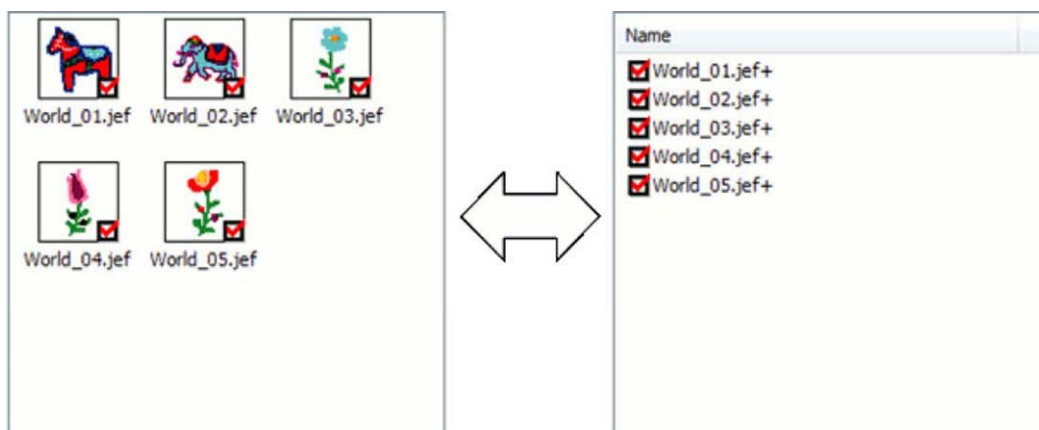 World_01.jef World_02.jef World_03.jef
World_04.jef World_05.jef
Name
World_01.jef+
World_02.jef+
World_03.jef+
World_04.jef+
World_05.jef+